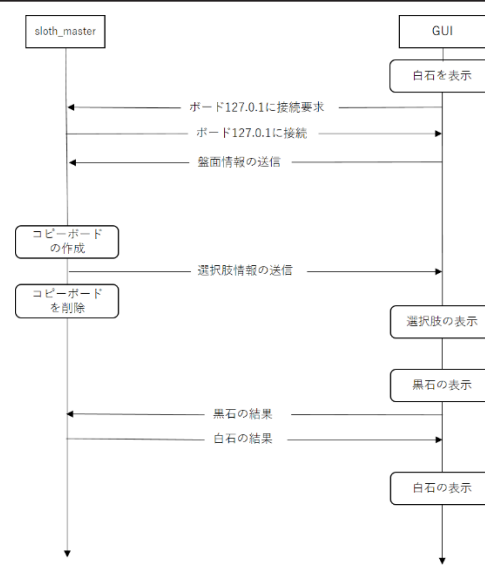 sloth_master
GUI
白石を表示
ボード127.0.1に接続要求
ボード127.0.1に接続
盤面情報の送信
コピーボード
の作成
選択肢情報の送信
コピーボード
を削除
選択肢の表示
黒石の表示
黒石の結果
白石の結果
白石の表示